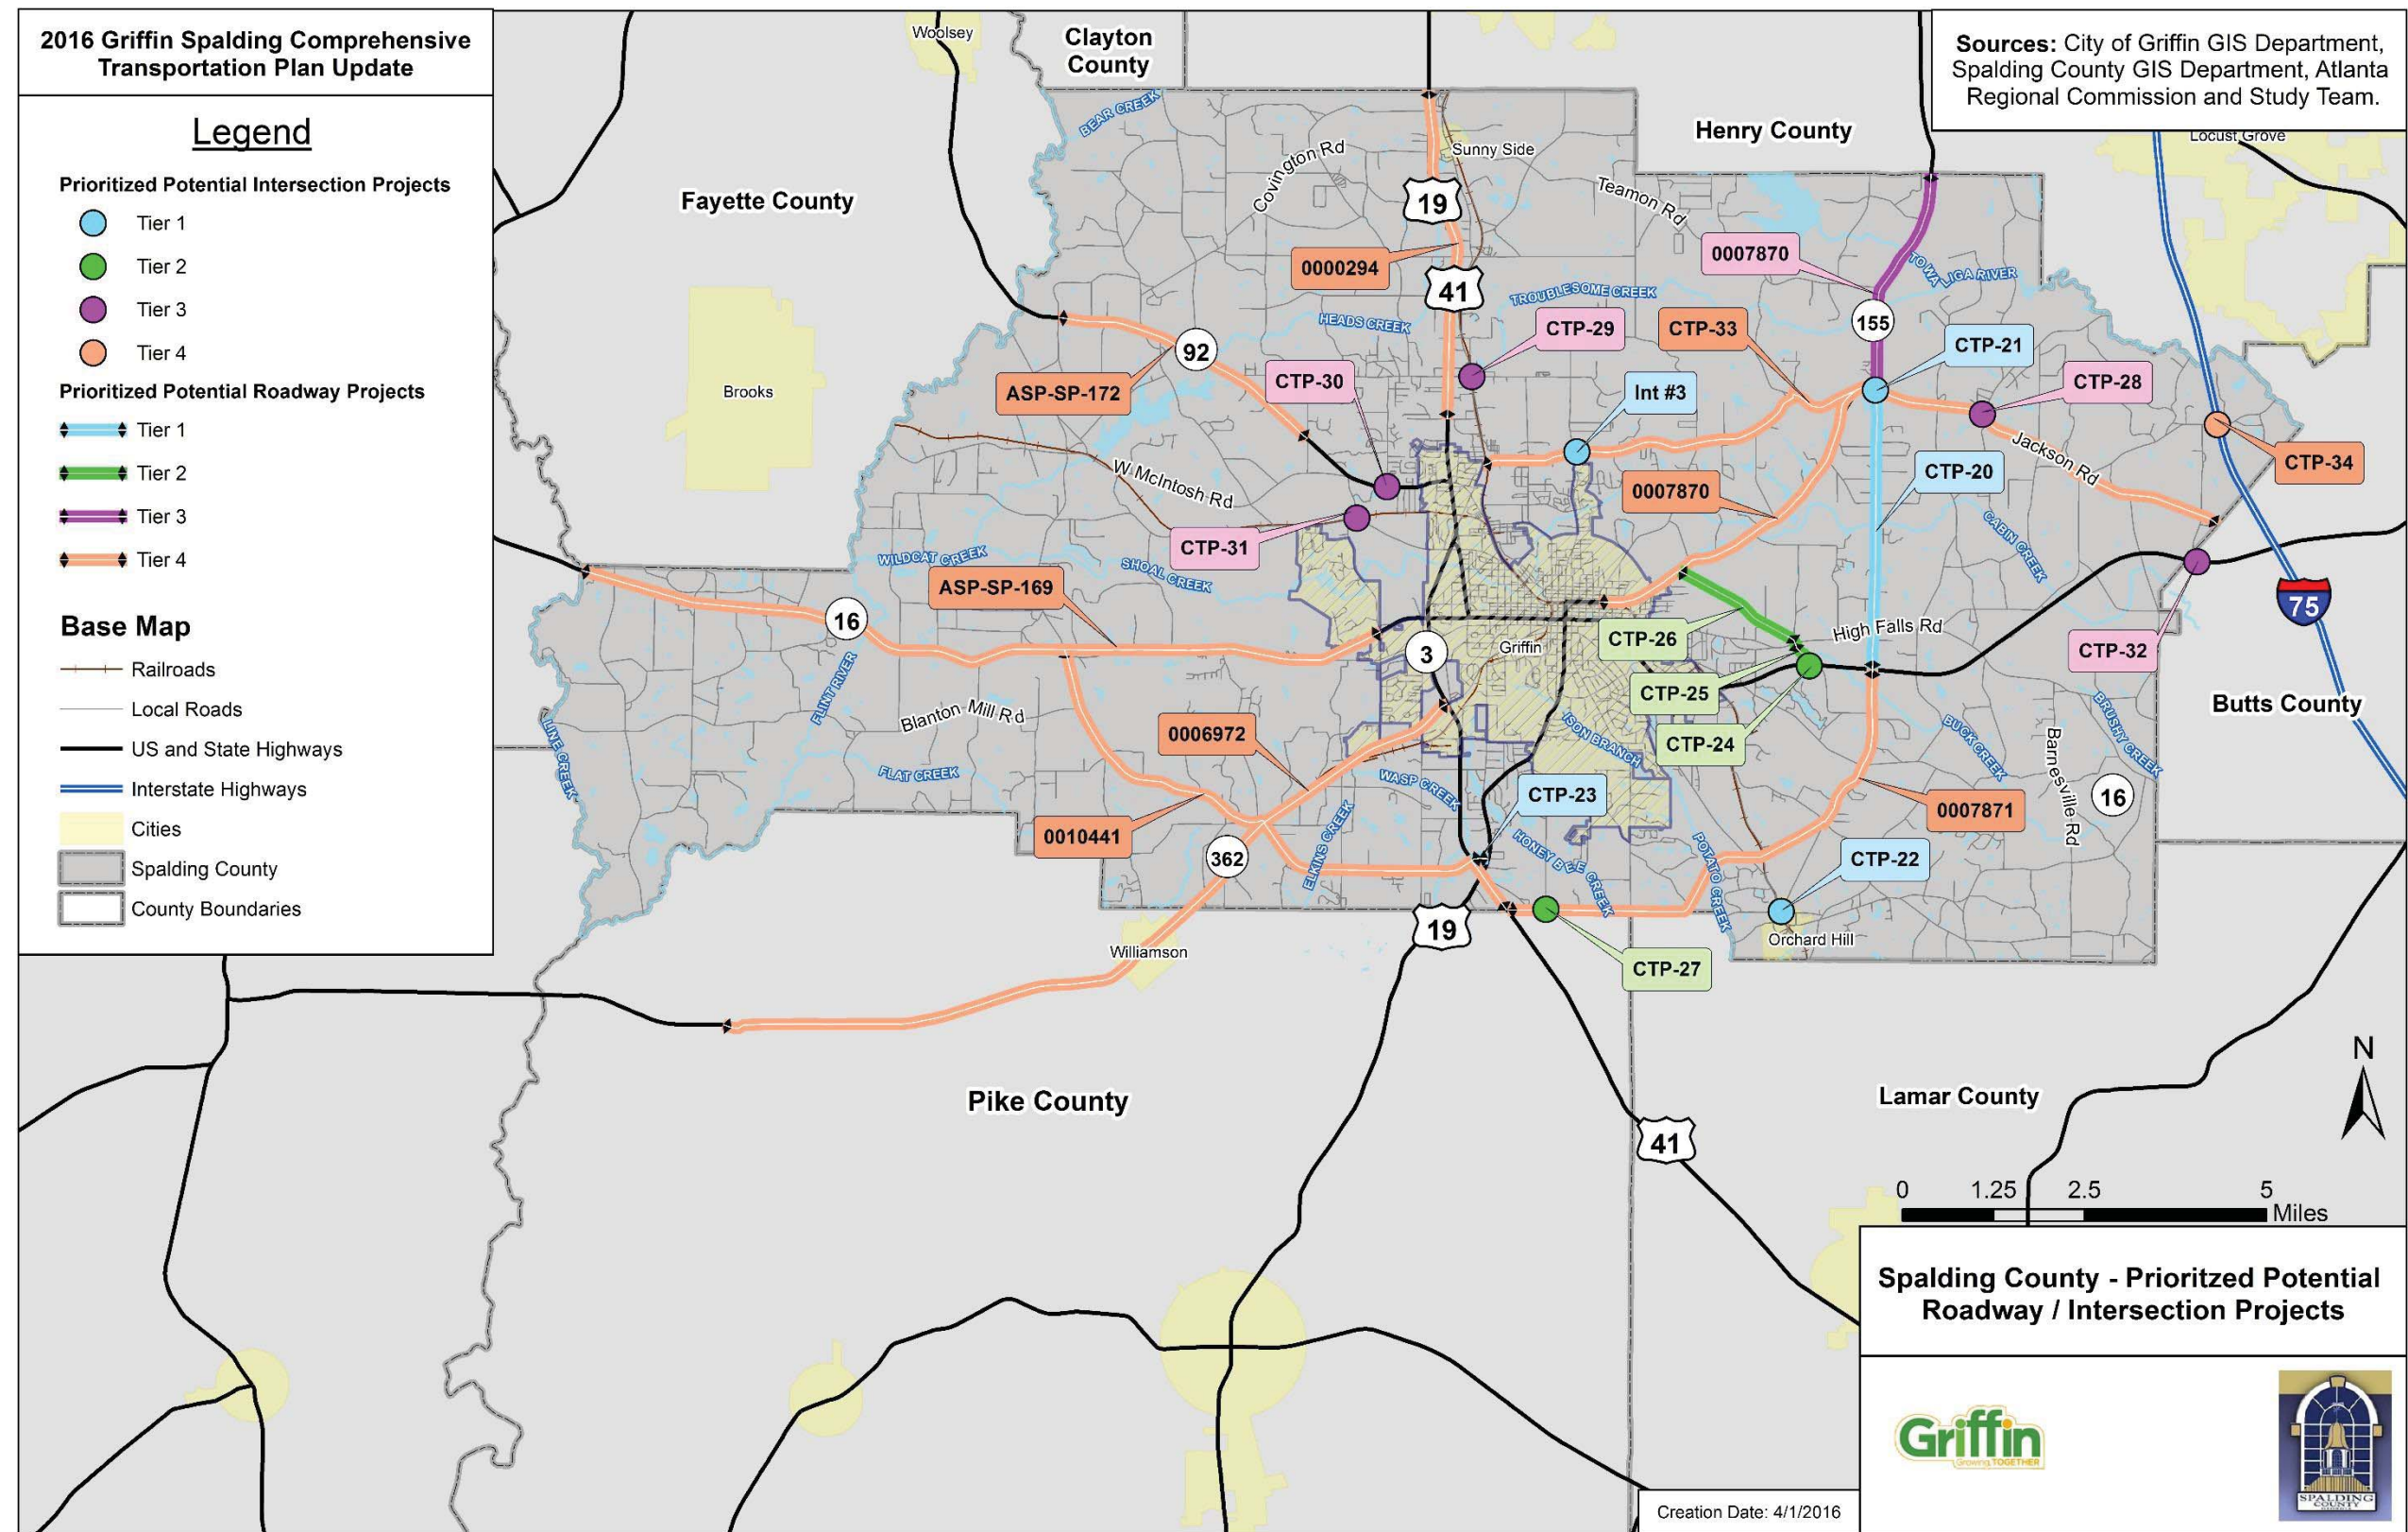 2016 Griffin Spalding Comprehensive
Transportation Plan Update
Legend
Prioritized Potential Intersection Projects
Tier 1
Tier 2
Tier 3
Tier 4
Prioritized Potential Roadway Projects
Tier 1
Tier 2
Tier 3
Tier 4
Base Map
Railroads
Local Roads
US and State Highways
Interstate Highways
Cities
Spalding County
County Boundaries
Sources: City of Griffin GIS Department,
Spalding County GIS Department, Atlanta
Regional Commission and Study Team.
Woolsey
Clayton
County
Locust Grove
BEAR CREEK
Henry County
Covington Rd
Sunny Side
Teamon Rd
Fayette County
19
0000294
0007870
TOWALIGA RIVER
41
TROUBLESOME CREEK
HEADS CREEK
CTP-29
CTP-33
155
CTP-21
92
Brooks
ASP-SP-172
CTP-30
Int #3
CTP-28
Jackson Rd
CTP-34
W McIntosh Rd
0007870
CTP-20
CTP-31
CABIN CREEK
WILDCAT CREEK
SHOAL CREEK
ASP-SP-169
75
16
CTP-26
High Falls Rd
3
Griffin
CTP-32
CTP-25
FLINT RIVER
Blanton Mill Rd
BRUSHY CREEK
Butts County
0006972
ISON BRANCH
CTP-24
BUCK CREEK
Barnesville Rd
LINE CREEK
FLAT CREEK
WASP CREEK
CTP-23
16
0007871
0010441
ELKINS CREEK
HONEY BEE CREEK
POTATO CREEK
362
CTP-22
19
Williamson
Orchard Hill
CTP-27
Pike County
Lamar County
41
N
0 1.25 2.5 5
Miles
Spalding County - Prioritzed Potential
Roadway / Intersection Projects
Griffin
Growing TOGETHER
SPALDING
COUNTY
Creation Date: 4/1/2016